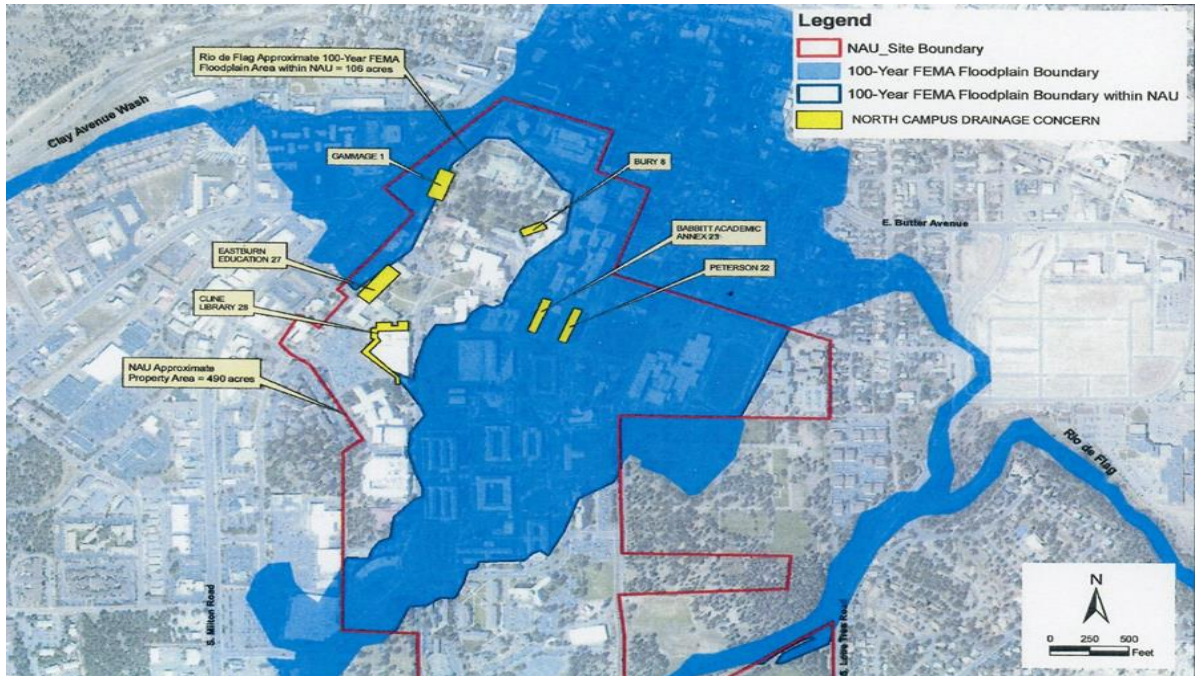 Legend
NAU_Site Boundary
100-Year FEMA Floodplain Boundary
100-Year FEMA Floodplain Boundary within NAU
NORTH CAMPUS DRAINAGE CONCERN
Rio de Flag Approximate 100-Year FEMA
Floodplain Area within NAU = 106 acres
Clay Avenue Wash
GAMMAGE 1
BURY 8
E. Butler Avenue
BABBITT ACADEMIC
ANNEX 23
PETERSON 22
EASTBURN
EDUCATION 27
CLINE
LIBRARY 28
NAU Approximate
Property Area = 490 acres
Rio de Flag
S. Milton Road
S. Lone Tree Road
N
0 250 500
Feet